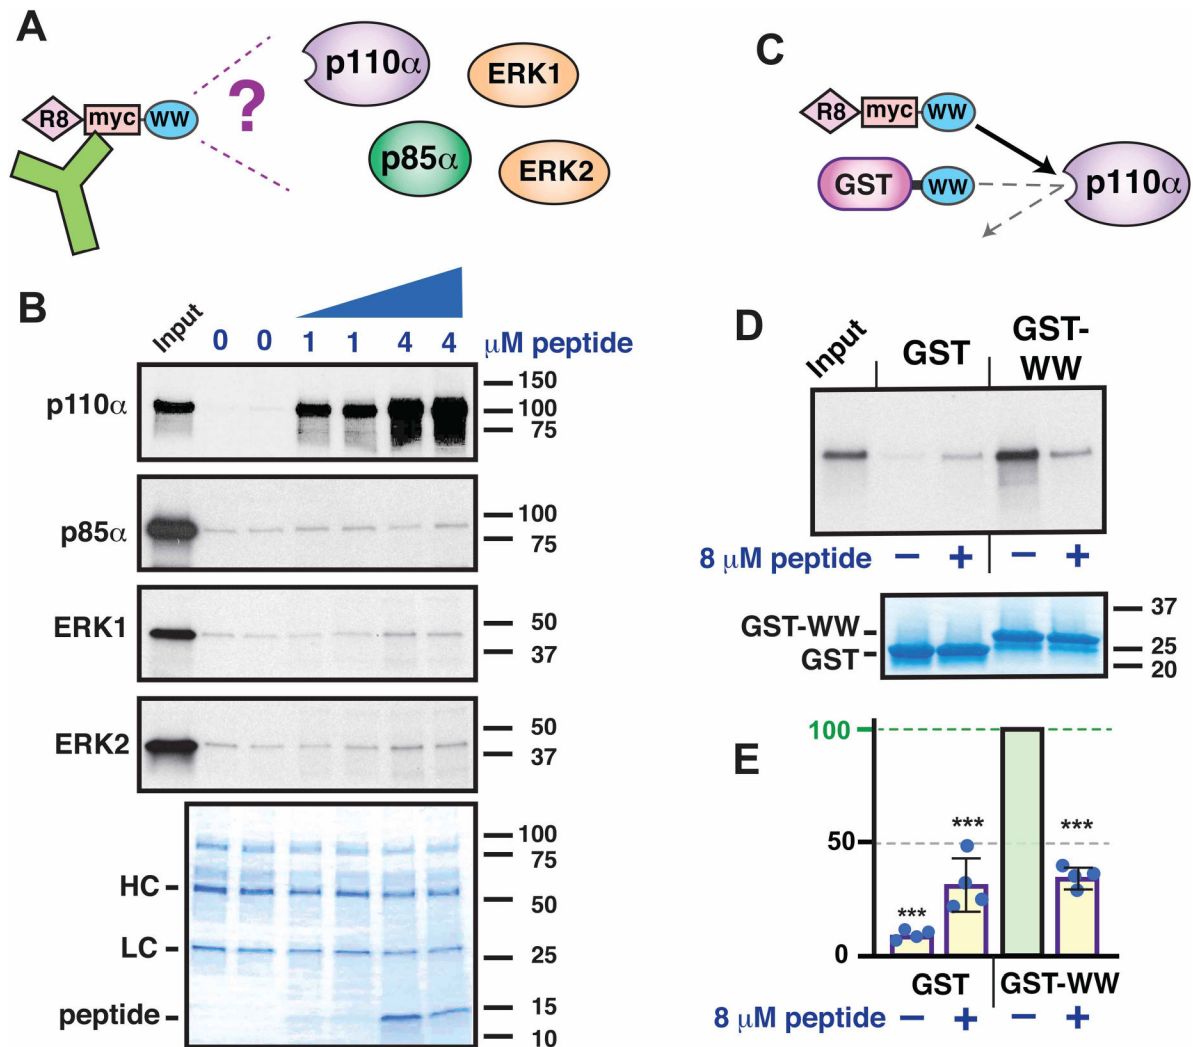 A
R8 myc WW
?
p110α
ERK1
p85α
ERK2
B
Input 0 0 1 1 4 4 μM peptide
p110α
150
100
75
p85α
100
75
ERK1
50
37
ERK2
50
37
HC
LC
peptide
100
75
50
25
15
10
C
R8 myc WW
GST WW
p110α
D
Input GST GST-
WW
8 μM peptide − + − +
GST-WW
GST
37
25
20
E
100
50
0
***
***
***
GST GST-WW
8 μM peptide − + − +